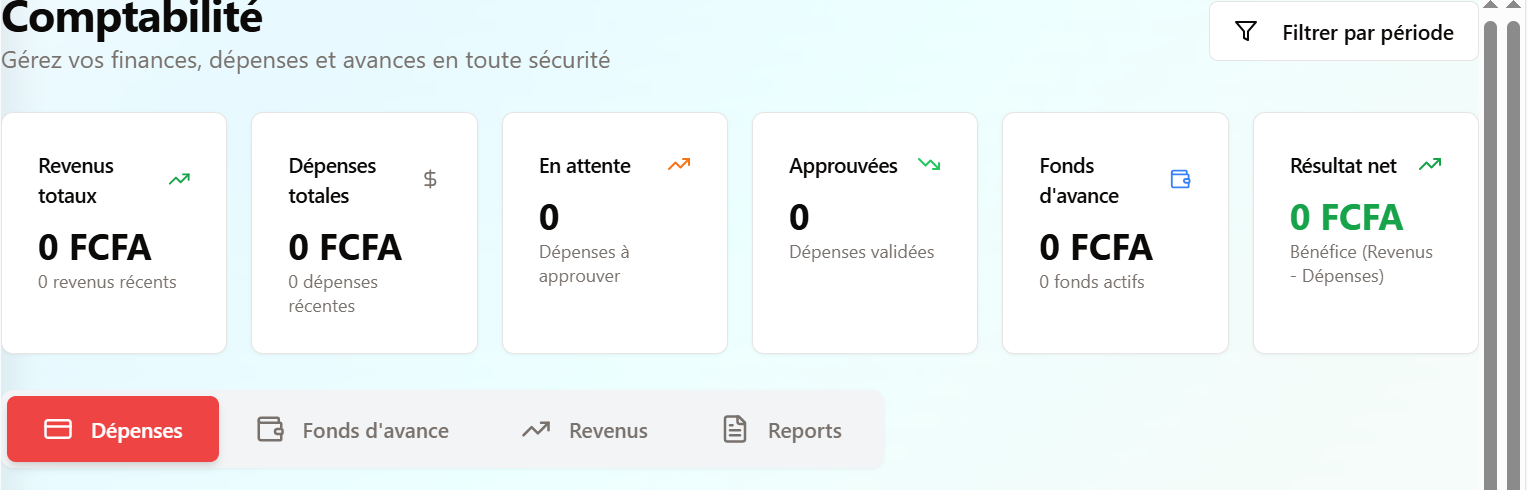 Comptabilité
Filtrer par période
Gérez vos finances, dépenses et avances en toute sécurité
Revenus
totaux
0 FCFA
0 revenus récents
Dépenses
totales
$
0 FCFA
0 dépenses
récentes
En attente
0
Dépenses à
approuver
Approuvées
0
Dépenses validées
Fonds
d'avance
0 FCFA
0 fonds actifs
Résultat net
0 FCFA
Bénéfice (Revenus
- Dépenses)
Dépenses
Fonds d'avance
Revenus
Reports